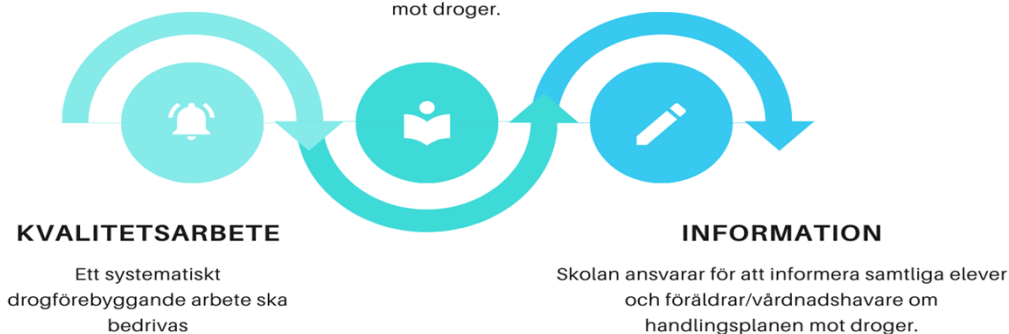 mot droger.
KVALITETSARBETE
Ett systematiskt
drogförebyggande arbete ska
bedrivas
INFORMATION
Skolan ansvarar för att informera samtliga elever
och föräldrar/vårdnadshavare om
handlingsplanen mot droger.